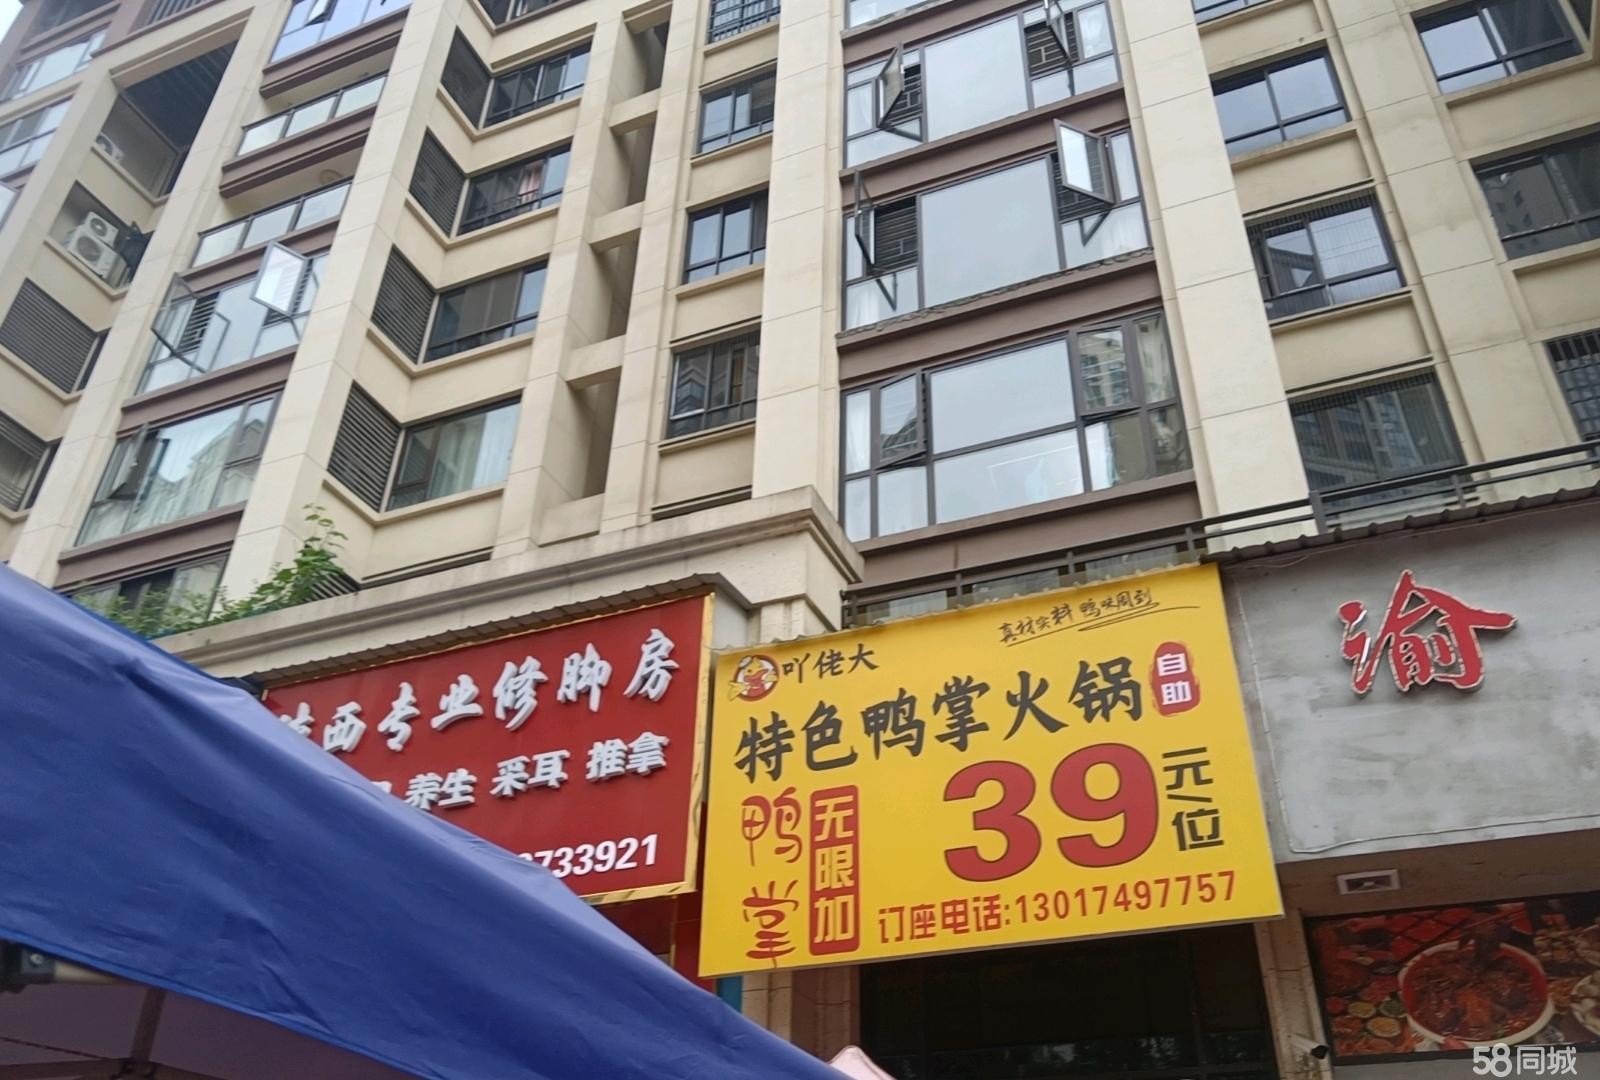 西专业修脚房
养生 采耳 推拿
733921
吖佬大
真材实料 鸭味周到
特色鸭掌火锅
自助
鸭掌
无限加
39元/位
订座电话:13017497757
渝
58同城